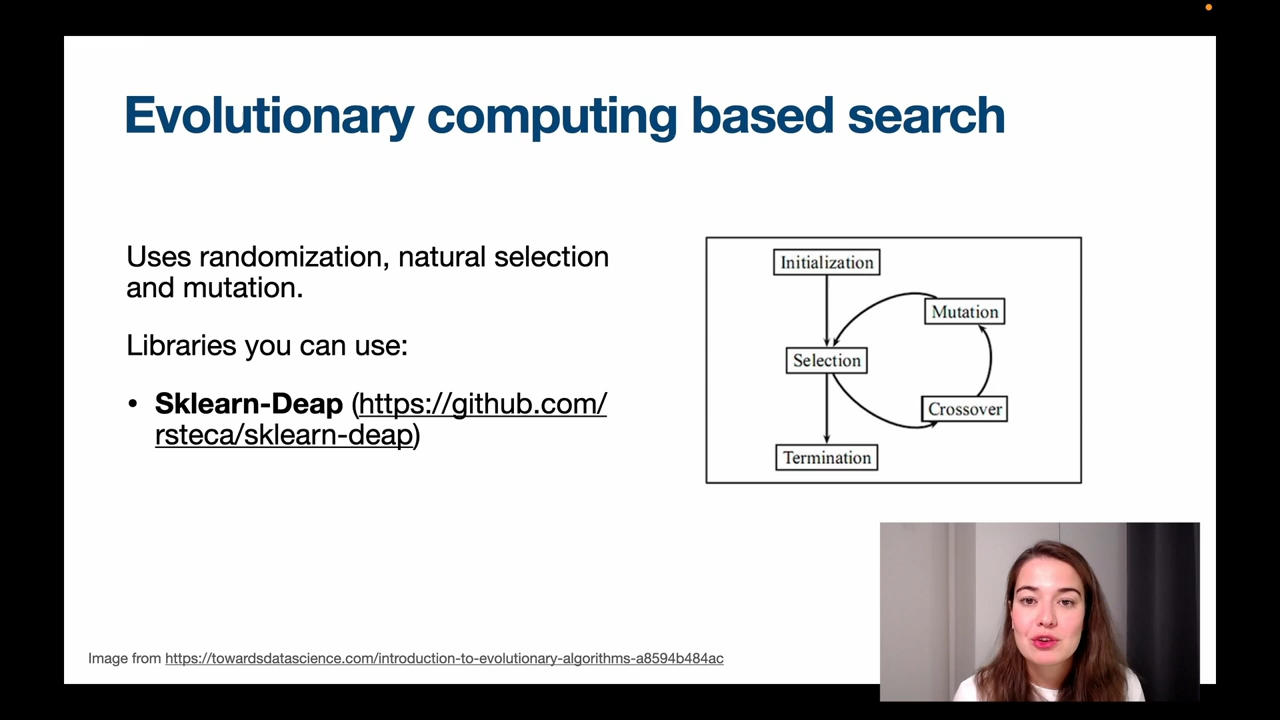 Evolutionary computing based search
Uses randomization, natural selection
and mutation.
Libraries you can use:
• Sklearn-Deap (https://github.com/
rsteca/sklearn-deap)
Initialization
Mutation
Selection
Crossover
Termination
Image from https://towardsdatascience.com/introduction-to-evolutionary-algorithms-a8594b484ac